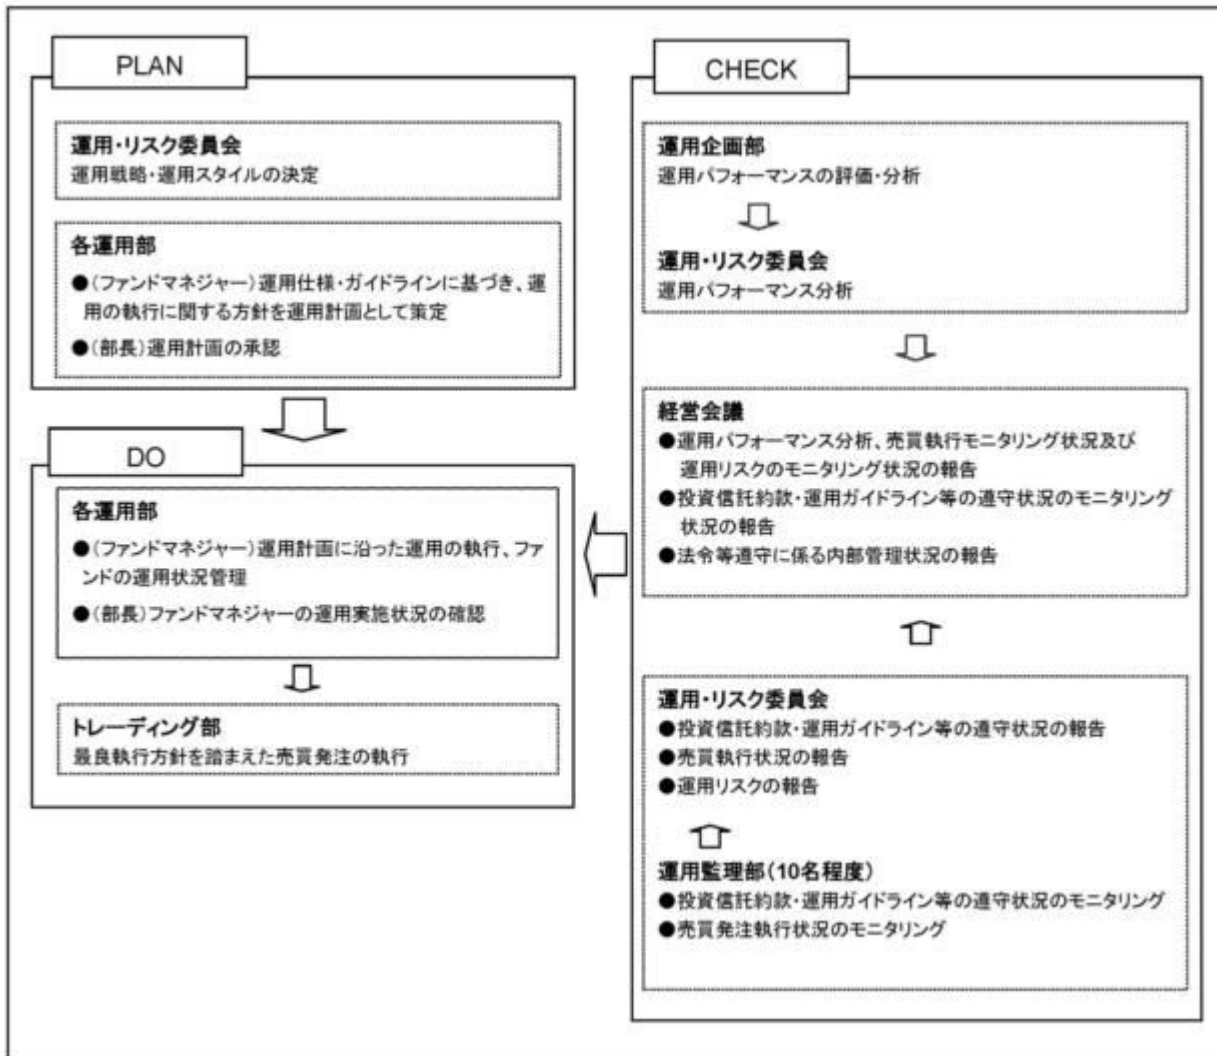 PLAN
運用・リスク委員会
運用戦略・運用スタイルの決定
各運用部
●(ファンドマネジャー)運用仕様・ガイドラインに基づき、運
用の執行に関する方針を運用計画として策定
●(部長)運用計画の承認
DO
各運用部
●(ファンドマネジャー)運用計画に沿った運用の執行、ファ
ンドの運用状況管理
●(部長)ファンドマネジャーの運用実施状況の確認
トレーディング部
最良執行方針を踏まえた売買発注の執行
CHECK
運用企画部
運用パフォーマンスの評価・分析
運用・リスク委員会
運用パフォーマンス分析
経営会議
●運用パフォーマンス分析、売買執行モニタリング状況及び
運用リスクのモニタリング状況の報告
●投資信託約款・運用ガイドライン等の遵守状況のモニタリング
状況の報告
●法令等遵守に係る内部管理状況の報告
運用・リスク委員会
●投資信託約款・運用ガイドライン等の遵守状況の報告
●売買執行状況の報告
●運用リスクの報告
運用監理部(10名程度)
●投資信託約款・運用ガイドライン等の遵守状況のモニタリング
●売買発注執行状況のモニタリング